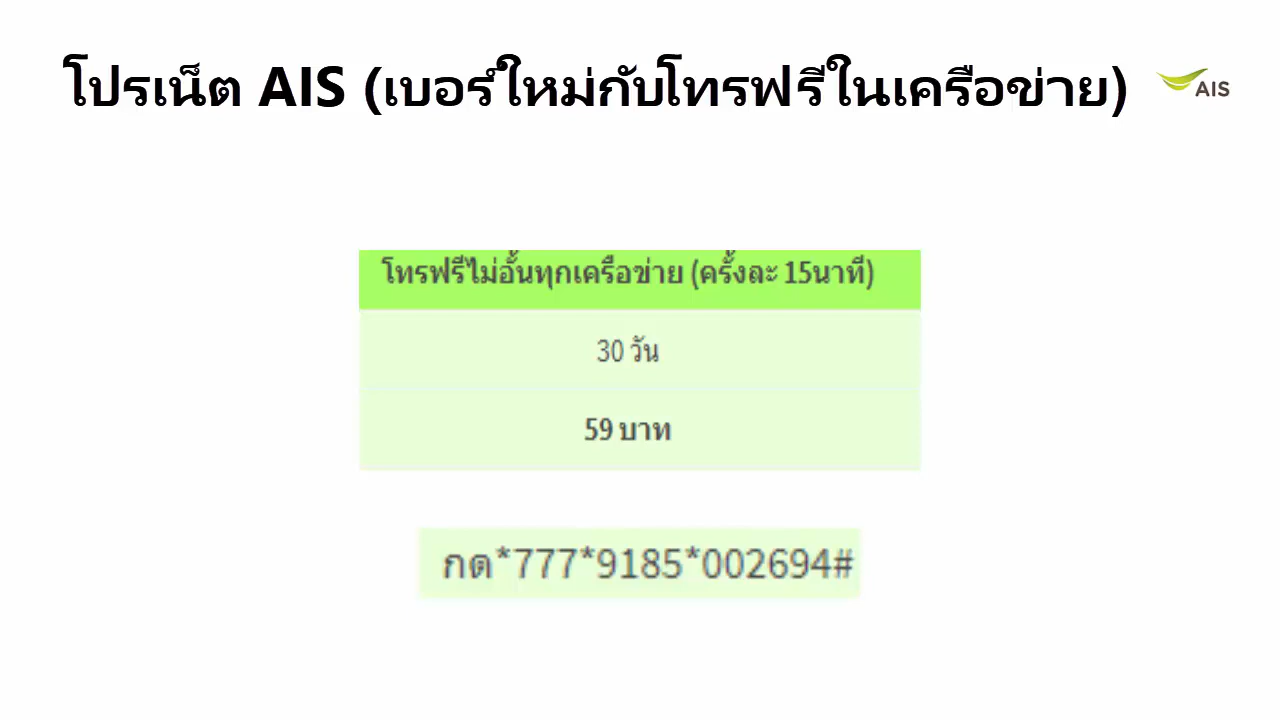 โปรเน็ต AIS (เบอร์ใหม่กับโทรฟรีในเครือข่าย)
AIS
โทรฟรีไม่อั้นทุกเครือข่าย (ครั้งละ 15นาที)
30 วัน
59 บาท
กด*777*9185*002694#